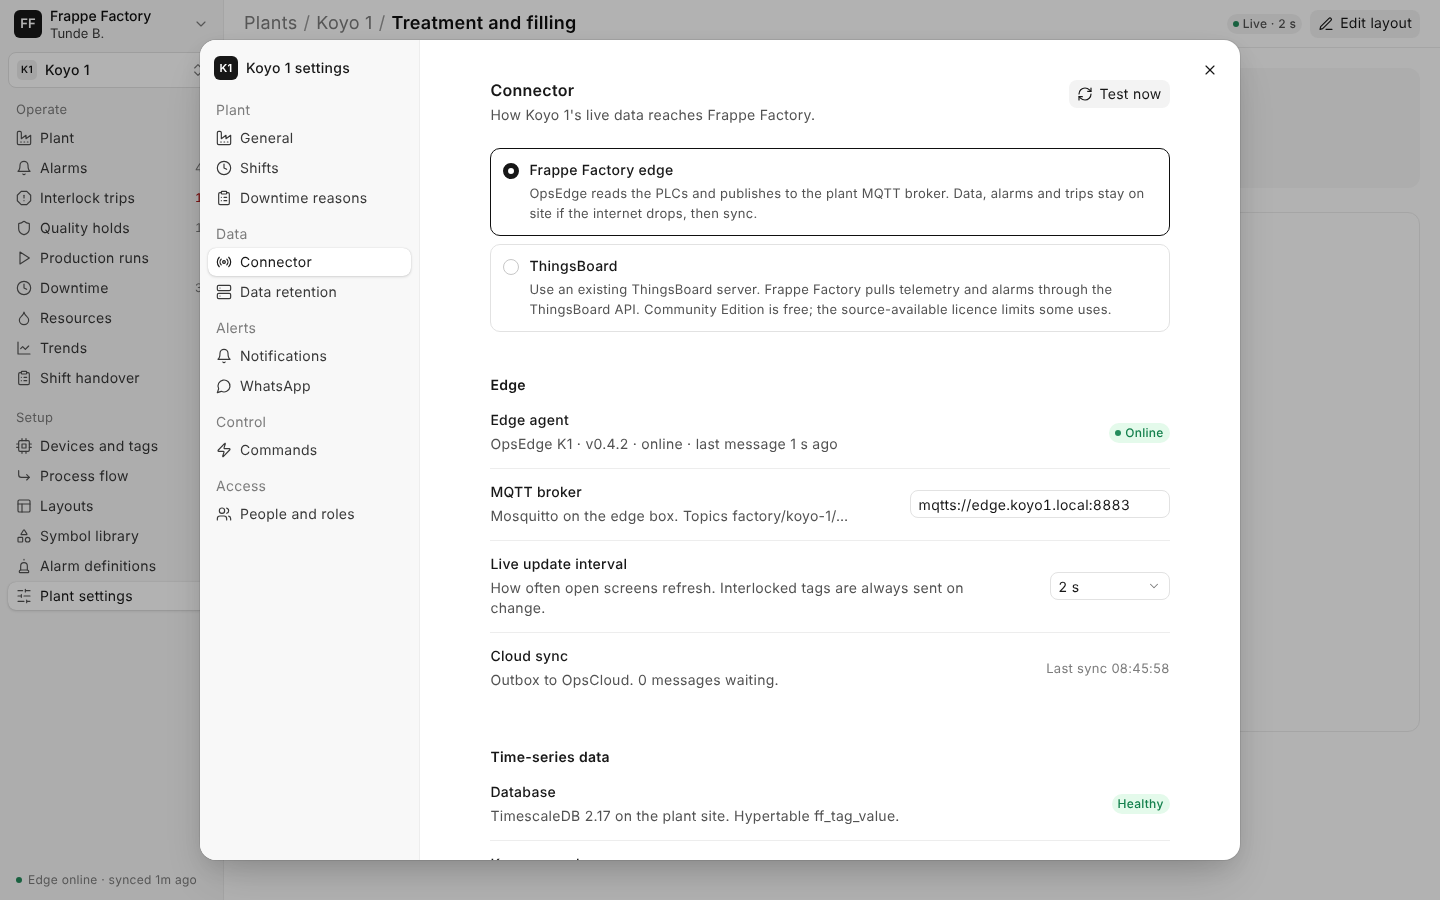 FF
Frappe Factory
Tunde B.
Plants / Koyo 1 / Treatment and filling
Live · 2 s
Edit layout
K1
Koyo 1
Operate
Plant
Alarms
Interlock trips
Quality holds
Production runs
Downtime
Resources
Trends
Shift handover
Setup
Devices and tags
Process flow
Layouts
Symbol library
Alarm definitions
Plant settings
Edge online · synced 1m ago
K1
Koyo 1 settings
Plant
General
Shifts
Downtime reasons
Data
Connector
Data retention
Alerts
Notifications
WhatsApp
Control
Commands
Access
People and roles
Connector
How Koyo 1's live data reaches Frappe Factory.
Test now
Frappe Factory edge
OpsEdge reads the PLCs and publishes to the plant MQTT broker. Data, alarms and trips stay on
site if the internet drops, then sync.
ThingsBoard
Use an existing ThingsBoard server. Frappe Factory pulls telemetry and alarms through the
ThingsBoard API. Community Edition is free; the source-available licence limits some uses.
Edge
Edge agent
OpsEdge K1 · v0.4.2 · online · last message 1 s ago
Online
MQTT broker
Mosquitto on the edge box. Topics factory/koyo-1/...
mqtts://edge.koyo1.local:8883
Live update interval
How often open screens refresh. Interlocked tags are always sent on
change.
2 s
Cloud sync
Outbox to OpsCloud. 0 messages waiting.
Last sync 08:45:58
Time-series data
Database
TimescaleDB 2.17 on the plant site. Hypertable ff_tag_value.
Healthy